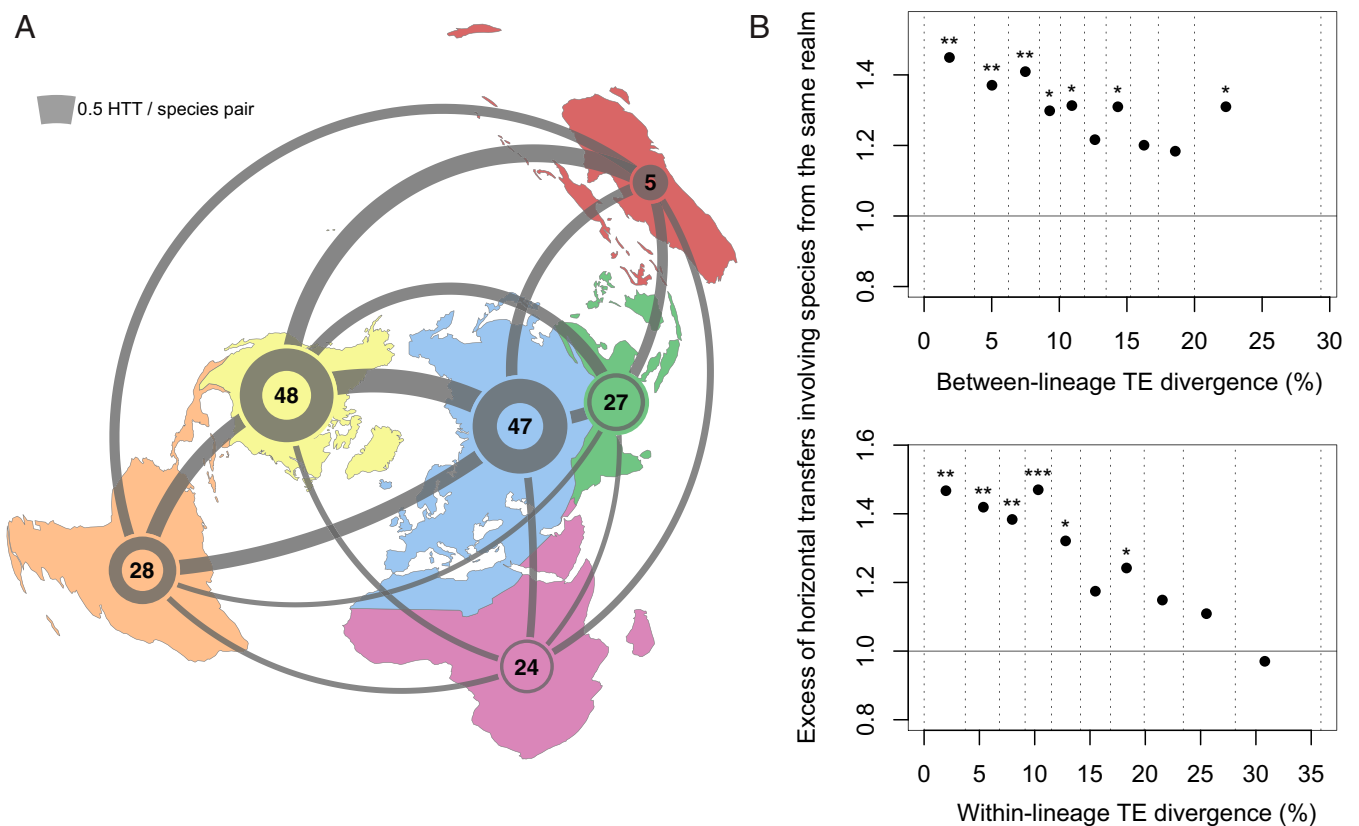 A
0.5 HTT / species pair
5
48
47
27
28
24
B
Excess of horizontal transfers involving species from the same realm
1.4
1.2
1.0
0.8
** ** ** * * * *
0 5 10 15 20 25 30
Between-lineage TE divergence (%)
1.6
1.4
1.2
1.0
0.8
** ** ** *** * *
0 5 10 15 20 25 30 35
Within-lineage TE divergence (%)